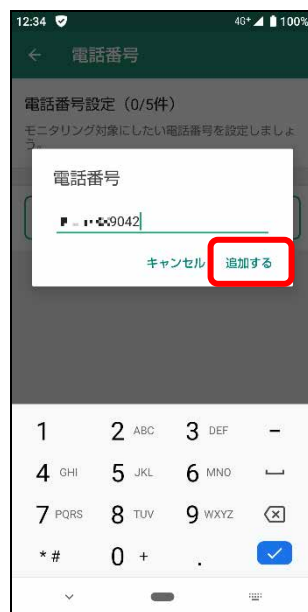 12:34 4G+ 100%
← 電話番号
電話番号設定（0/5件）
モニタリング対象にしたい電話番号を設定しましょ
う。
電話番号
9042
キャンセル 追加する
1 2 ABC 3 DEF −
4 GHI 5 JKL 6 MNO
7 PQRS 8 TUV 9 WXYZ
* # 0 + .